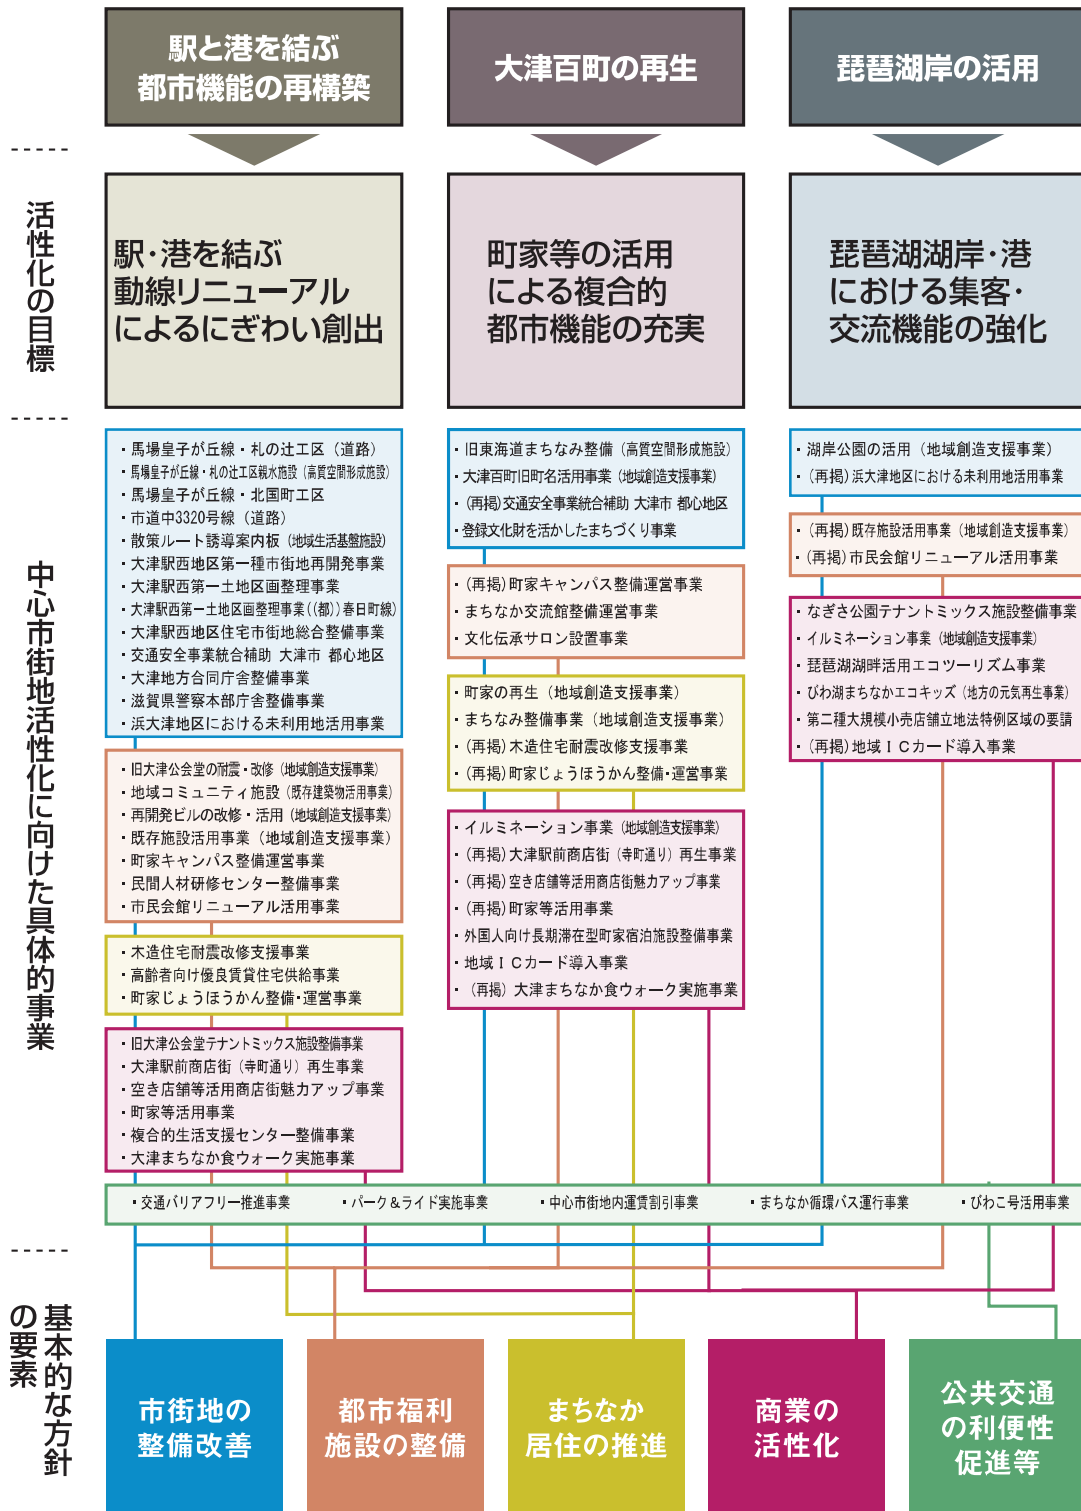 駅と港を結ぶ
都市機能の再構築
大津百町の再生
琵琶湖岸の活用
活性化の目標
駅・港を結ぶ
動線リニューアル
によるにぎわい創出
町家等の活用
による複合的
都市機能の充実
琵琶湖湖岸・港
における集客・
交流機能の強化
中心市街地活性化に向けた具体的事業
・馬場皇子が丘線・札の辻工区（道路）
・馬場皇子が丘線・札の辻工区親水施設（高質空間形成施設）
・馬場皇子が丘線・北国町工区
・市道中3320号線（道路）
・散策ルート誘導案内板（地域生活基盤施設）
・大津駅西地区第一種市街地再開発事業
・大津駅西第一土地区画整理事業
・大津駅西第一土地区画整理事業（（都）春日町線）
・大津駅西地区住宅市街地総合整備事業
・交通安全事業統合補助 大津市 都心地区
・大津地方合同庁舎整備事業
・滋賀県警察本部庁舎整備事業
・浜大津地区における未利用地活用事業
・旧大津公会堂の耐震・改修（地域創造支援事業）
・地域コミュニティ施設（既存建築物活用事業）
・再開発ビルの改修・活用（地域創造支援事業）
・既存施設活用事業（地域創造支援事業）
・町家キャンパス整備運営事業
・民間人材研修センター整備事業
・市民会館リニューアル活用事業
・木造住宅耐震改修支援事業
・高齢者向け優良賃貸住宅供給事業
・町家じょうほうかん整備・運営事業
・旧大津公会堂テナントミックス施設整備事業
・大津駅前商店街（寺町通り）再生事業
・空き店舗等活用商店街魅力アップ事業
・町家等活用事業
・複合的生活支援センター整備事業
・大津まちなか食ウォーク実施事業
・旧東海道まちなみ整備（高質空間形成施設）
・大津百町旧町名活用事業（地域創造支援事業）
・（再掲）交通安全事業統合補助 大津市 都心地区
・登録文化財を活かしたまちづくり事業
・（再掲）町家キャンパス整備運営事業
・まちなか交流館整備運営事業
・文化伝承サロン設置事業
・町家の再生（地域創造支援事業）
・まちなみ整備事業（地域創造支援事業）
・（再掲）木造住宅耐震改修支援事業
・（再掲）町家じょうほうかん整備・運営事業
・イルミネーション事業（地域創造支援事業）
・（再掲）大津駅前商店街（寺町通り）再生事業
・（再掲）空き店舗等活用商店街魅力アップ事業
・（再掲）町家等活用事業
・外国人向け長期滞在型町家宿泊施設整備事業
・地域ＩＣカード導入事業
・（再掲）大津まちなか食ウォーク実施事業
・湖岸公園の活用（地域創造支援事業）
・（再掲）浜大津地区における未利用地活用事業
・（再掲）既存施設活用事業（地域創造支援事業）
・（再掲）市民会館リニューアル活用事業
・なぎさ公園テナントミックス施設整備事業
・イルミネーション事業（地域創造支援事業）
・琵琶湖湖畔活用エコツーリズム事業
・びわ湖まちなかエコキッズ（地方の元気再生事業）
・第二種大規模小売店舗立地法特例区域の要請
・（再掲）地域ＩＣカード導入事業
・交通バリアフリー推進事業 ・パーク＆ライド実施事業 ・中心市街地内運賃割引事業 ・まちなか循環バス運行事業 ・びわこ号活用事業
基本的な方針
の要素
市街地の
整備改善
都市福利
施設の整備
まちなか
居住の推進
商業の
活性化
公共交通
の利便性
促進等